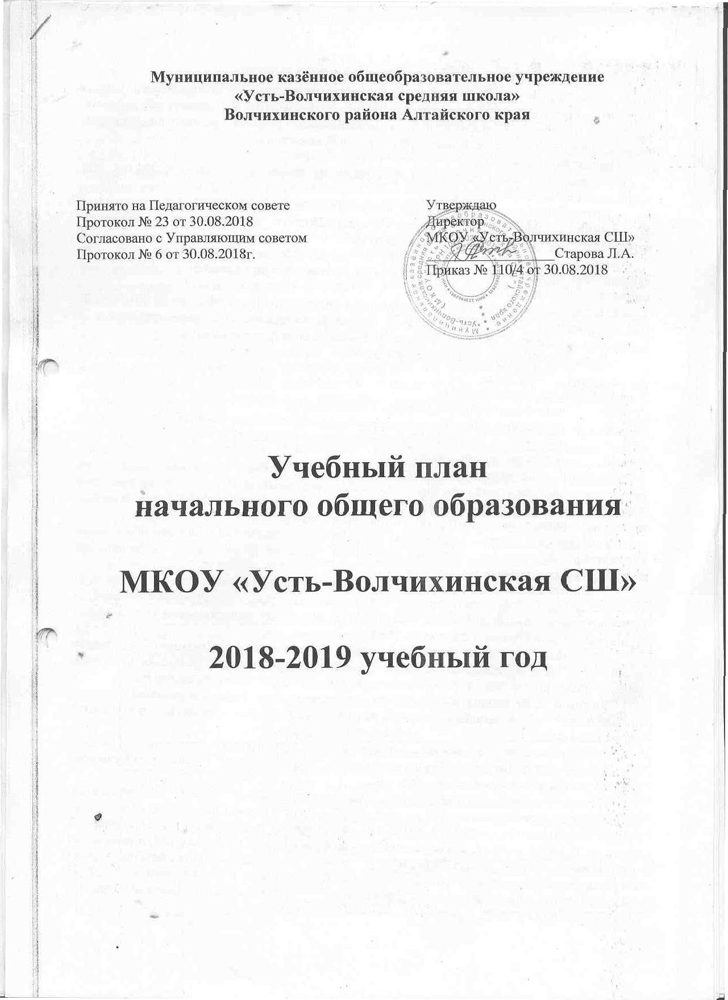 Муниципальное казённое общеобразовательное учреждение
«Усть-Волчихинская средняя школа»
Волчихинского района Алтайского края
Принято на Педагогическом совете
Протокол № 23 от 30.08.2018
Согласовано с Управляющим советом
Протокол № 6 от 30.08.2018г.
Утверждаю
Директор
МКОУ «Усть-Волчихинская СШ»
Старова Л.А.
Приказ № 110/4 от 30.08.2018
Учебный план
начального общего образования
МКОУ «Усть-Волчихинская СШ»
2018-2019 учебный год